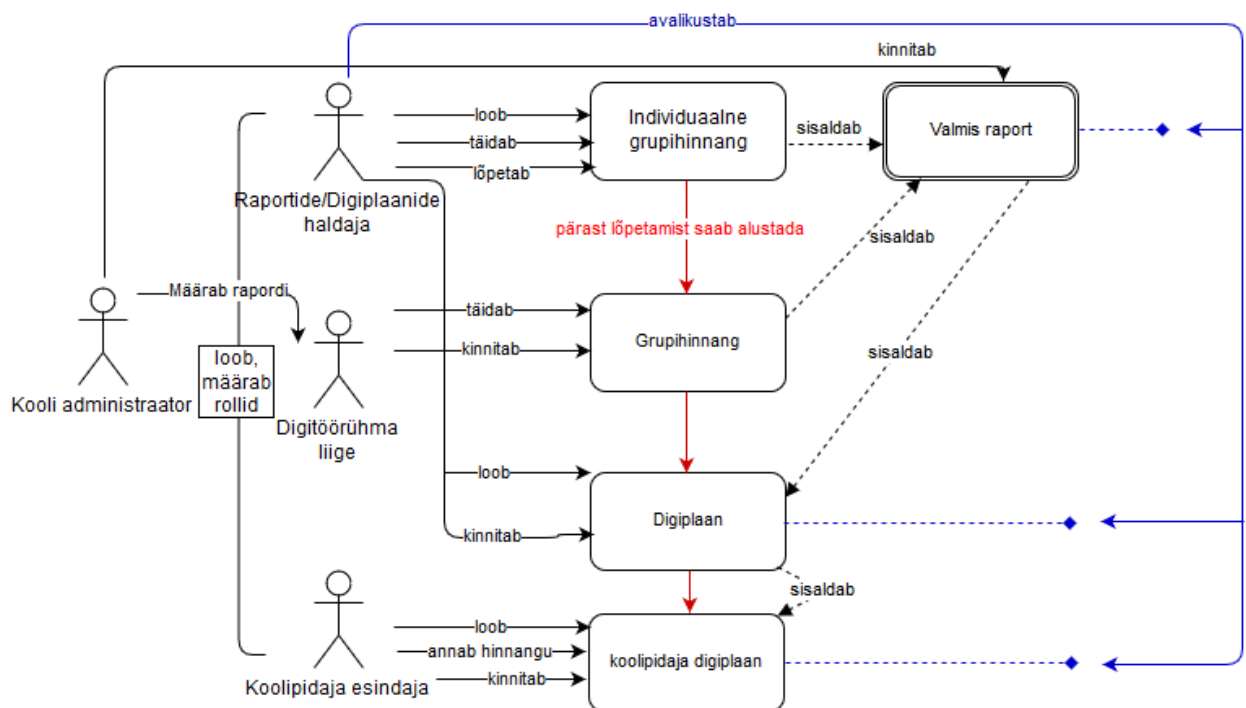 avalikustab
kinnitab
loob
täidab
lõpetab
Individuaalne
grupihinnang
sisaldab
Valmis raport
Raportide/Digiplaanide
haldaja
pärast lõpetamist saab alustada
sisaldab
Määrab rapordi
täidab
kinnitab
Grupihinnang
sisaldab
loob,
määrab
rollid
Kooli administraator
Digitöörühma
liige
loob
kinnitab
Digiplaan
sisaldab
loob
annab hinnangu
kinnitab
koolipidaja digiplaan
Koolipidaja esindaja